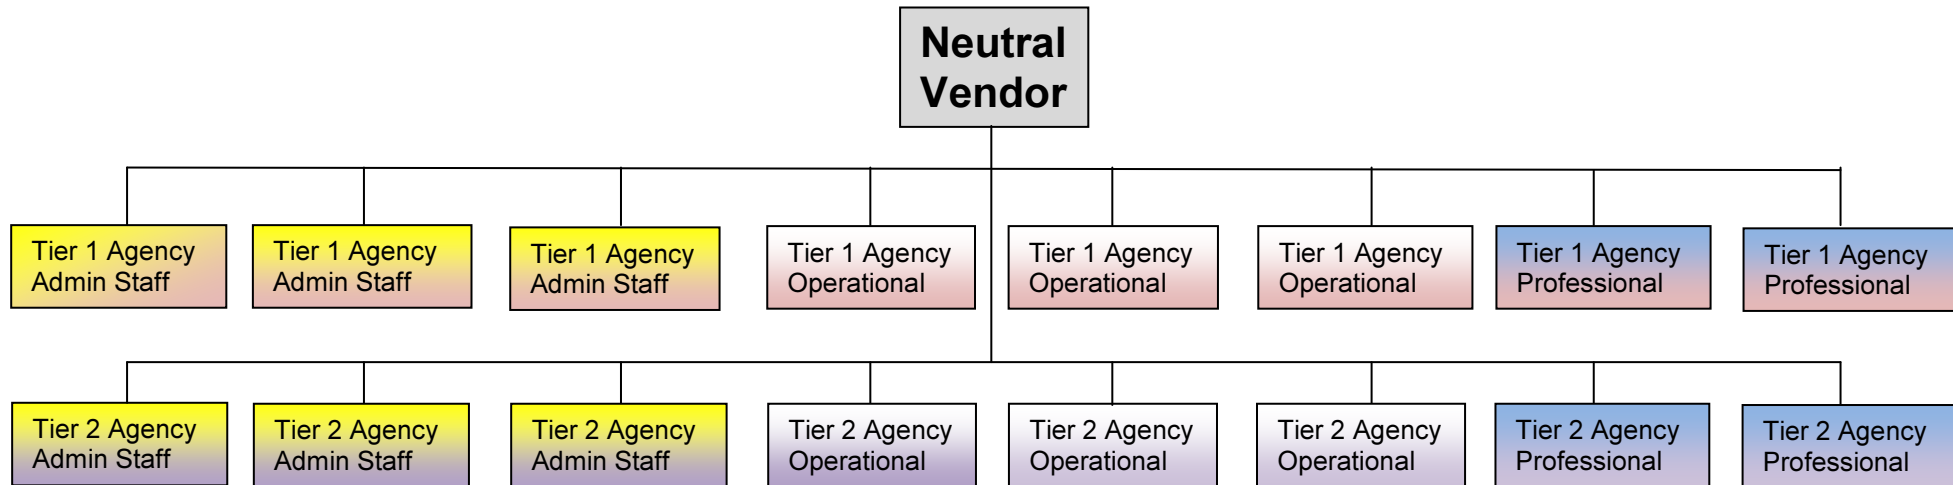 Neutral
Vendor
Tier 1 Agency
Admin Staff
Tier 1 Agency
Admin Staff
Tier 1 Agency
Admin Staff
Tier 1 Agency
Operational
Tier 1 Agency
Operational
Tier 1 Agency
Operational
Tier 1 Agency
Professional
Tier 1 Agency
Professional
Tier 2 Agency
Admin Staff
Tier 2 Agency
Admin Staff
Tier 2 Agency
Admin Staff
Tier 2 Agency
Operational
Tier 2 Agency
Operational
Tier 2 Agency
Operational
Tier 2 Agency
Professional
Tier 2 Agency
Professional